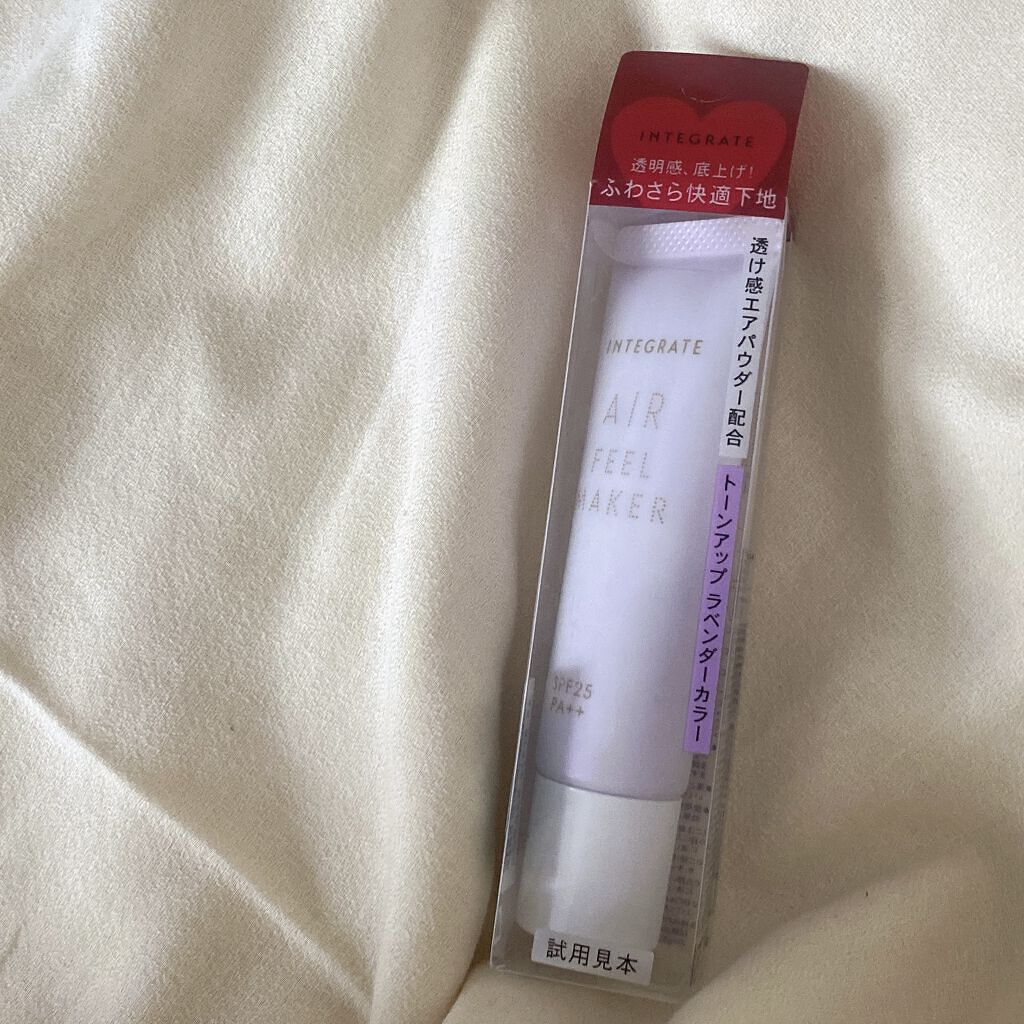 INTEGRATE
透明感、底上げ!
ふわさら快適下地
透け感エアパウダー配合
トーンアップ ラベンダーカラー
INTEGRATE
AIR
FEEL
MAKER
SPF25
PA++
試用見本